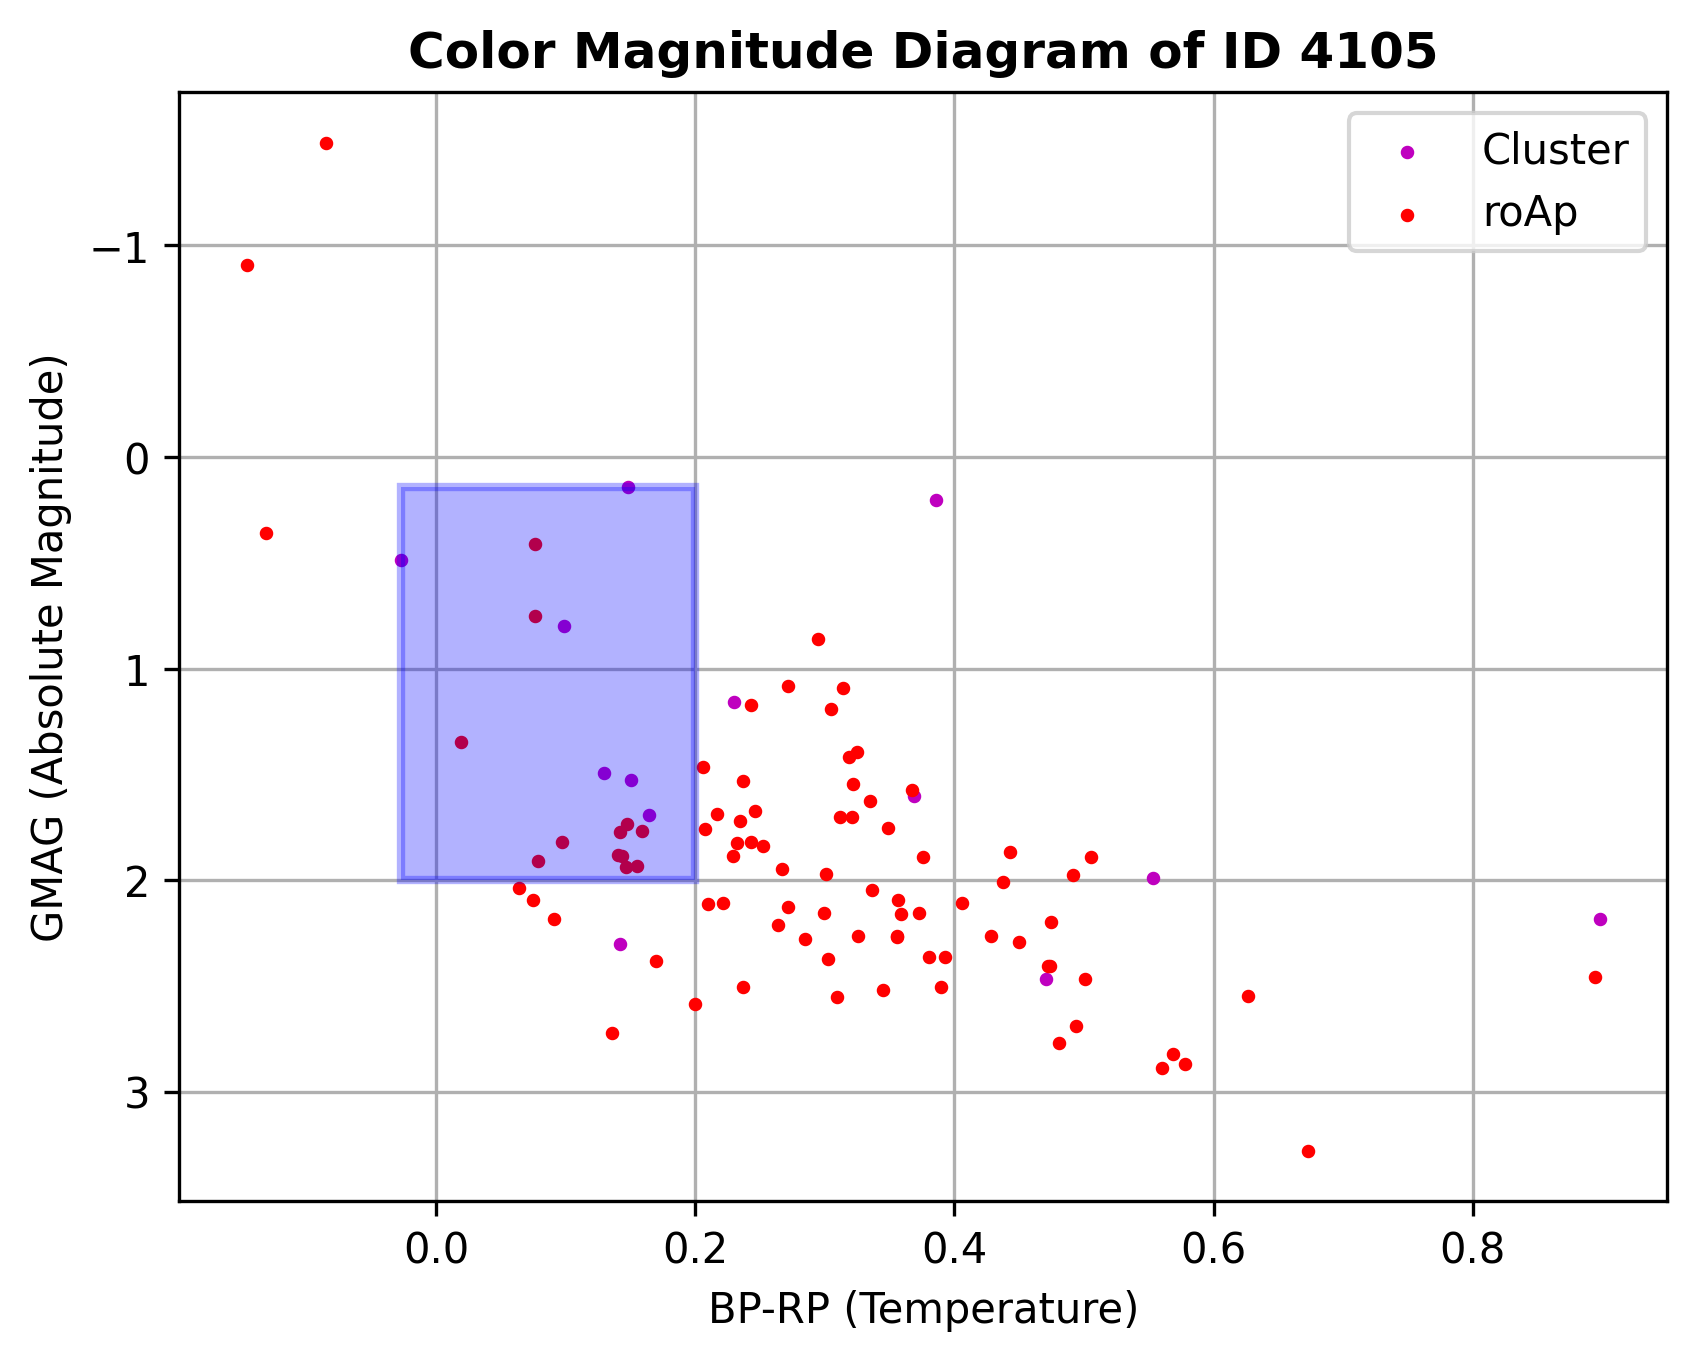 Color Magnitude Diagram of ID 4105
Cluster
roAp
GMAG (Absolute Magnitude)
−1
0
1
2
3
0.0 0.2 0.4 0.6 0.8
BP-RP (Temperature)